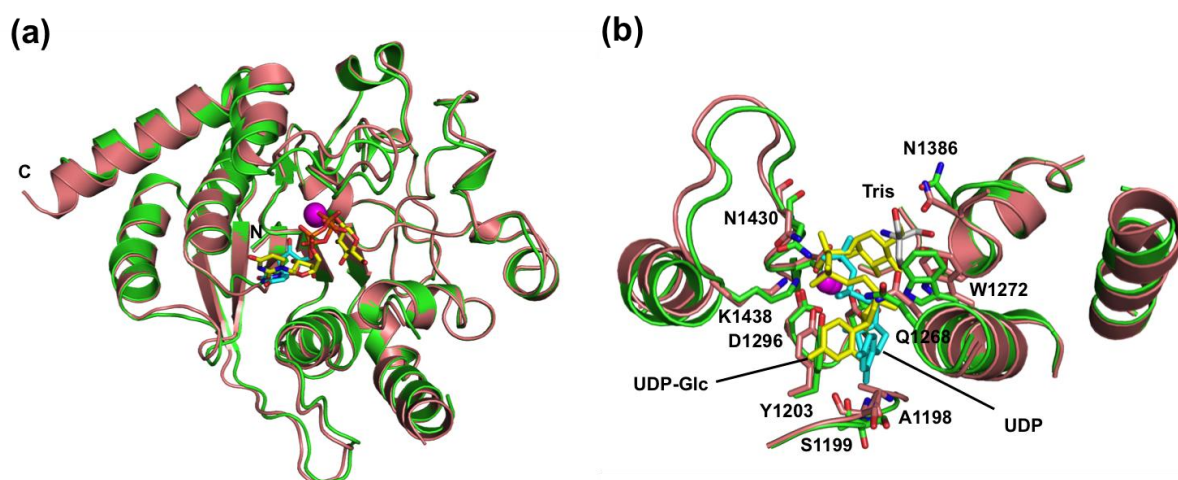 (a)
(b)
C
N
N1386
Tris
N1430
W1272
K1438
D1296
Q1268
UDP-Glc
Y1203
A1198
UDP
S1199